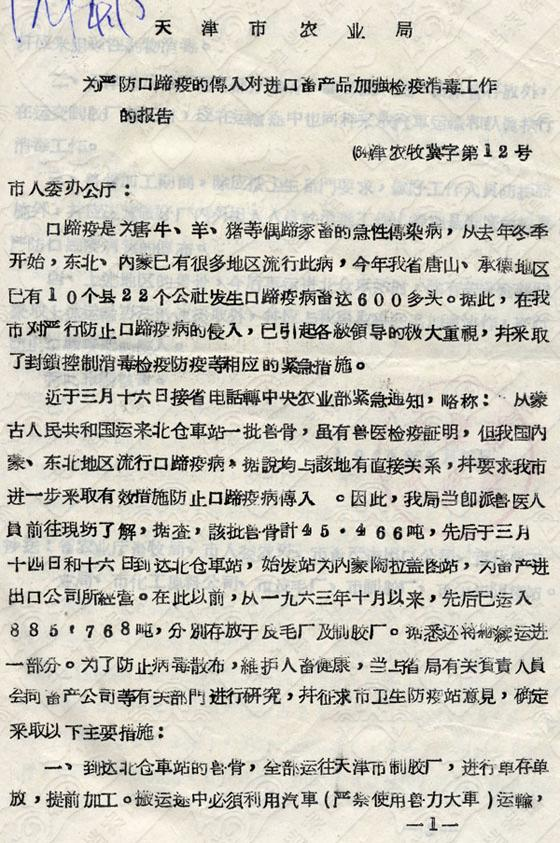 天津市农业局
为严防口蹄疫的傳入对进口畜产品加强检疫消毒工作
的报告
(64)津农牧冀字第12号
市人委办公厅：
口蹄疫是为害牛、羊、猪等偶蹄家畜的急性傳染病，从去年冬季
开始，东北、內蒙已有很多地区流行此病，今年我省唐山、承德地区
已有10个县22个公社发生口蹄疫病畜达600多头。据此，在我
市对严行防止口蹄疫病的侵入，已引起各級领导的极大重視，并采取
了封鎖控制消毒检疫防疫等相应的紧急措施。
近于三月十六日接省电話轉中央农业部紧急通知，略称：从蒙
古人民共和国运来北仓車站一批兽骨，虽有兽医检疫証明，但我国內
蒙、东北地区流行口蹄疫病，据說均与該地有直接关系，并要求我市
进一步采取有效措施防止口蹄疫病傳入。因此，我局当即派兽医人
員前往現场了解，据查，該批兽骨計45·466吨，先后于三月
十四日和十六日到达北仓車站，始发站为內蒙陶拉盖图站，为畜产进
出口公司所經营。在此以前，从一九六三年十月以来，先后已运入
885·768吨，分別存放于皮毛厂及制胶厂。据悉还将継续运进
一部分。为了防止病毒散布，維护人畜健康，当与省局有关負責人員
会同畜产公司等有关部門进行研究，并征求市卫生防疫站意見，确定
采取以下主要措施：
一、到达北仓車站的兽骨，全部运往天津市制胶厂，进行单存单
放，提前加工。搬运途中必須利用汽車(严禁使用兽力大車)运輸，
—1—